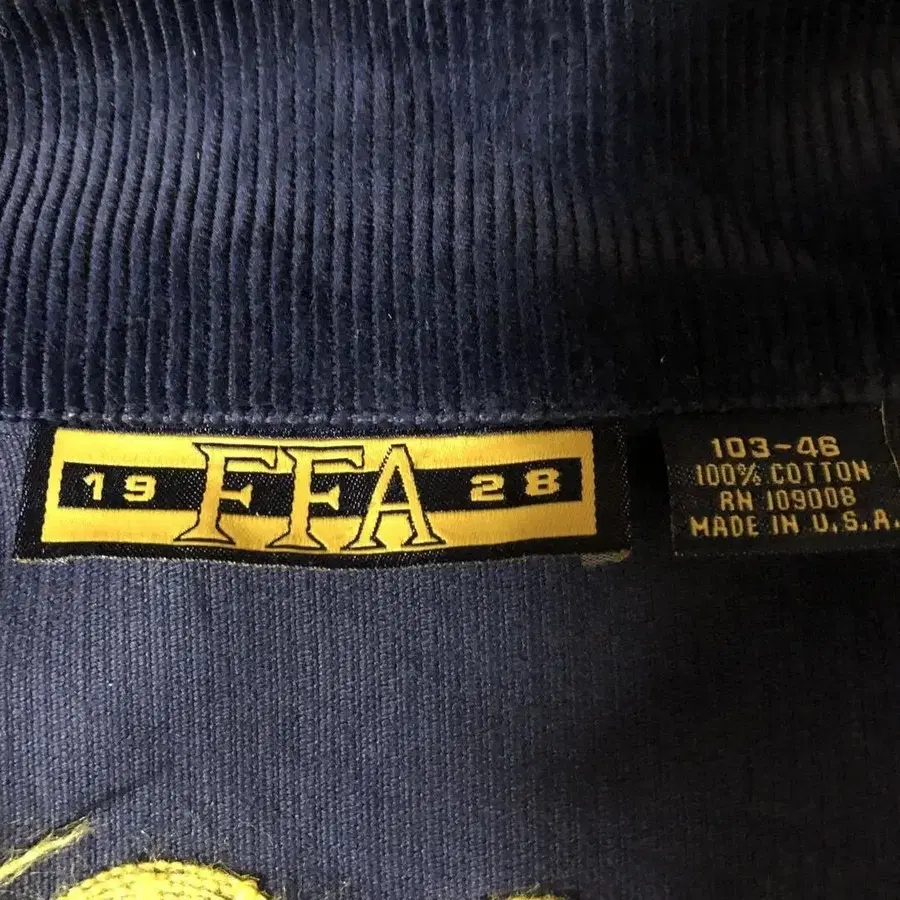 19 FFA 28
103-46
100% COTTON
RN 109008
MADE IN U.S.A.